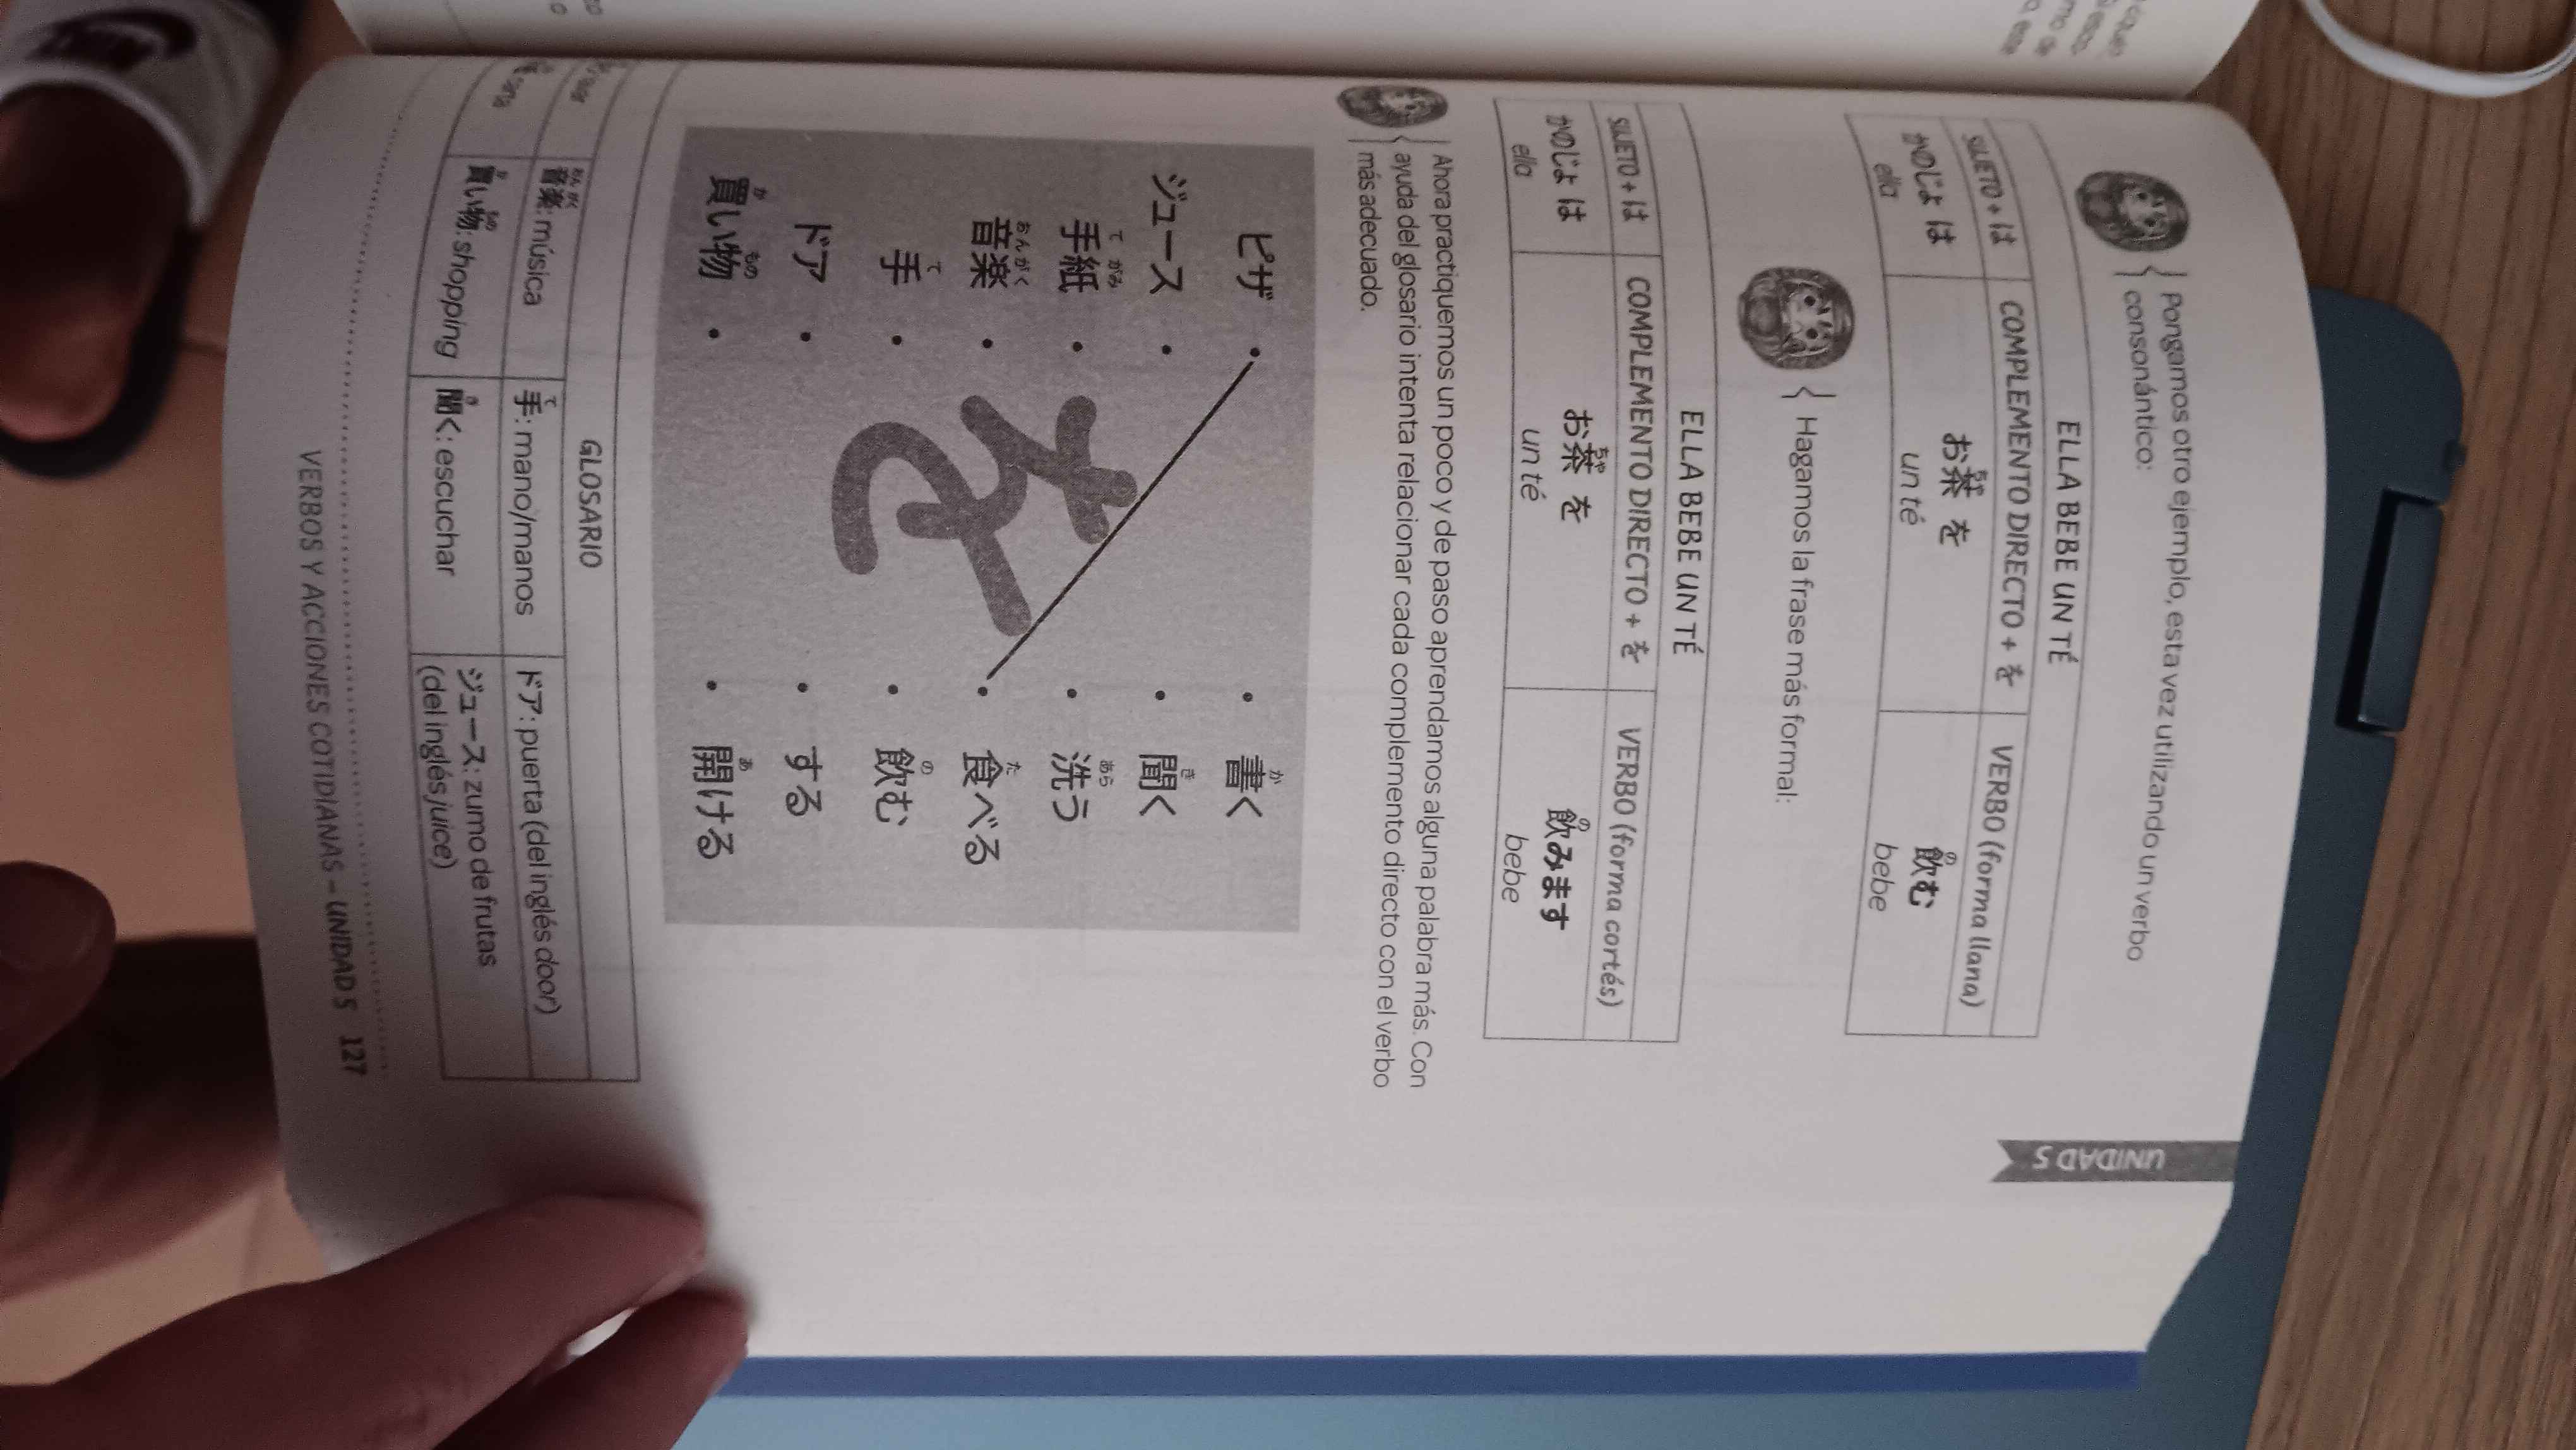 UNIDAD 5
Pongamos otro ejemplo, esta vez utilizando un verbo
consonántico:
ELLA BEBE UN TÉ
SUJETO + は COMPLEMENTO DIRECTO + を VERBO (forma llana)
かのじょ は お茶 を 飲む
ella un té bebe
Hagamos la frase más formal:
ELLA BEBE UN TÉ
SUJETO + は COMPLEMENTO DIRECTO + を VERBO (forma cortés)
かのじょ は お茶 を 飲みます
ella un té bebe
Ahora practiquemos un poco y de paso aprendamos alguna palabra más. Con
ayuda del glosario intenta relacionar cada complemento directo con el verbo
más adecuado.
ピザ • • 書く
ジュース • • 聞く
手紙 • • 洗う
音楽 • • 食べる
手 • • 飲む
ドア • • する
買い物 • • 開ける
を
GLOSARIO
音楽: música 手: mano/manos ドア: puerta (del inglés door)
買い物: shopping 聞く: escuchar ジュース: zumo de frutas
(del inglés juice)
VERBOS Y ACCIONES COTIDIANAS – UNIDAD 5 127